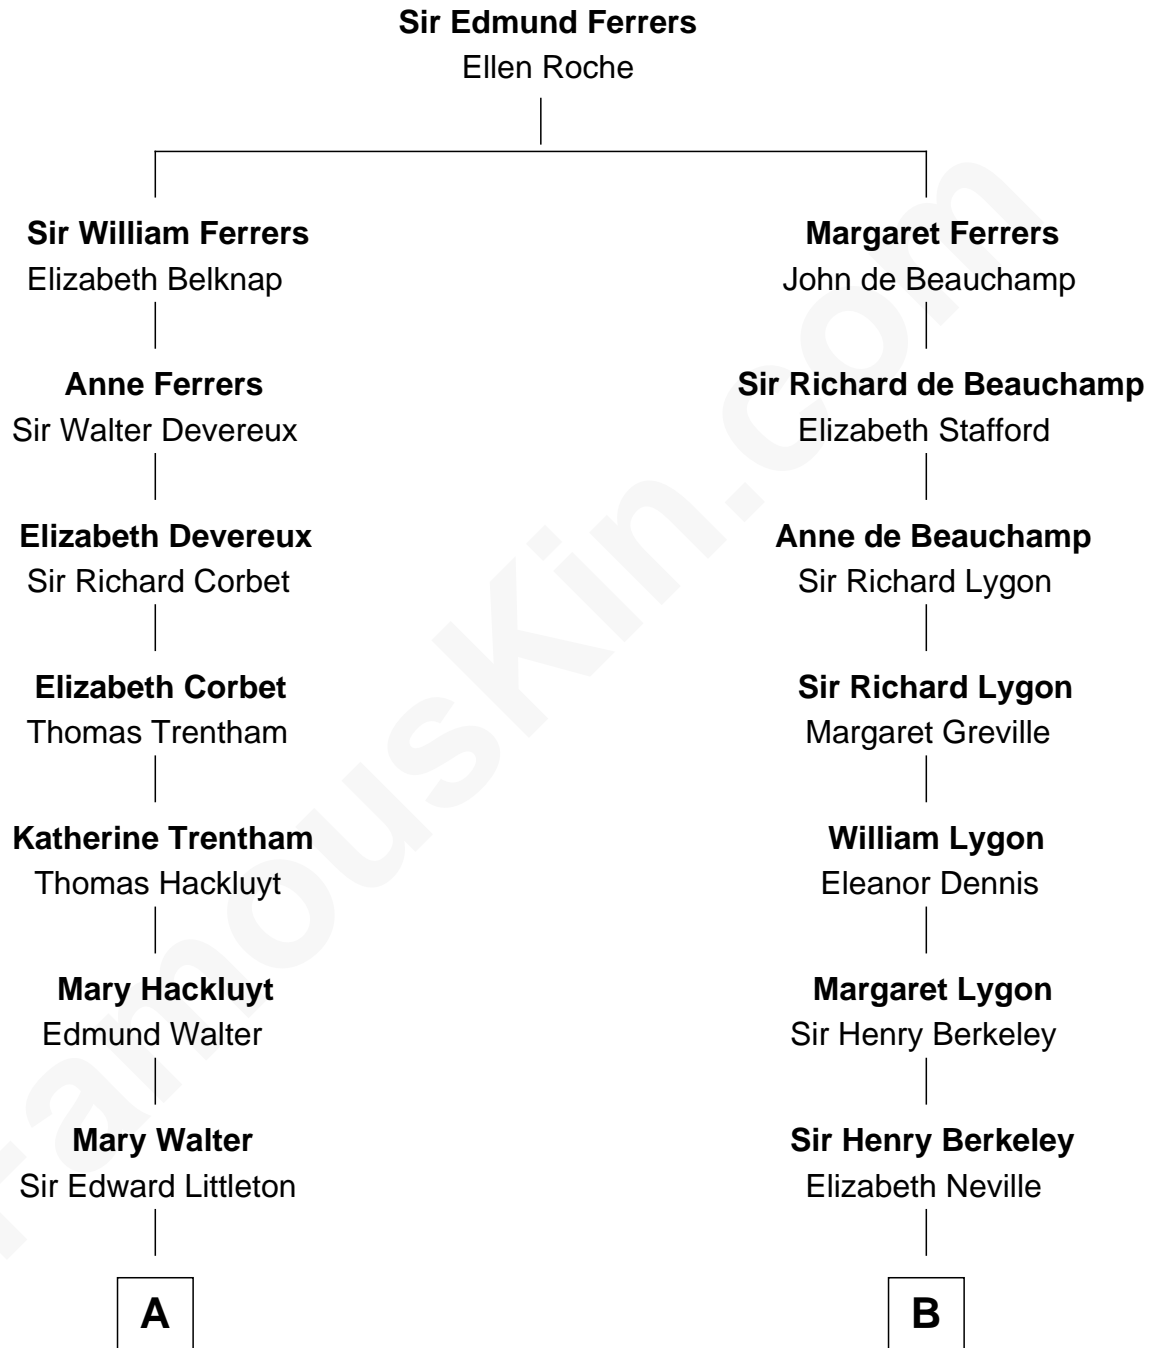 Sir Edmund Ferrers
Ellen Roche
Sir William Ferrers
Elizabeth Belknap
Margaret Ferrers
John de Beauchamp
Anne Ferrers
Sir Walter Devereux
Sir Richard de Beauchamp
Elizabeth Stafford
Elizabeth Devereux
Sir Richard Corbet
Anne de Beauchamp
Sir Richard Lygon
Elizabeth Corbet
Thomas Trentham
Sir Richard Lygon
Margaret Greville
Katherine Trentham
Thomas Hackluyt
William Lygon
Eleanor Dennis
Mary Hackluyt
Edmund Walter
Margaret Lygon
Sir Henry Berkeley
Mary Walter
Sir Edward Littleton
Sir Henry Berkeley
Elizabeth Neville
A
B
FamousKin.com